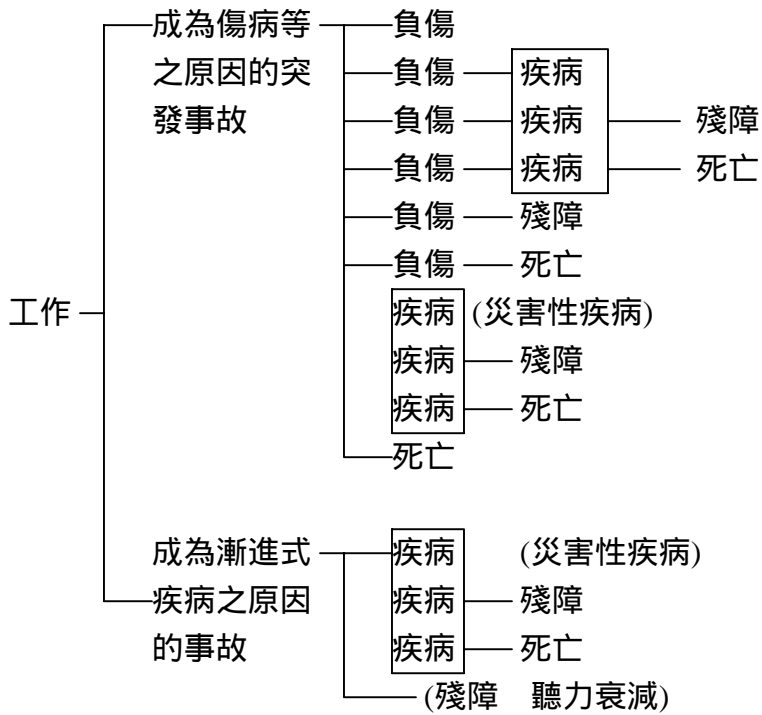 成為傷病等 負傷
之原因的突 負傷 疾病
發事故 負傷 疾病 殘障
負傷 疾病 死亡
負傷 殘障
負傷 死亡
工作 疾病 (災害性疾病)
疾病 殘障
疾病 死亡
死亡
成為漸進式 疾病 (災害性疾病)
疾病之原因 疾病 殘障
的事故 疾病 死亡
(殘障 聽力衰減)